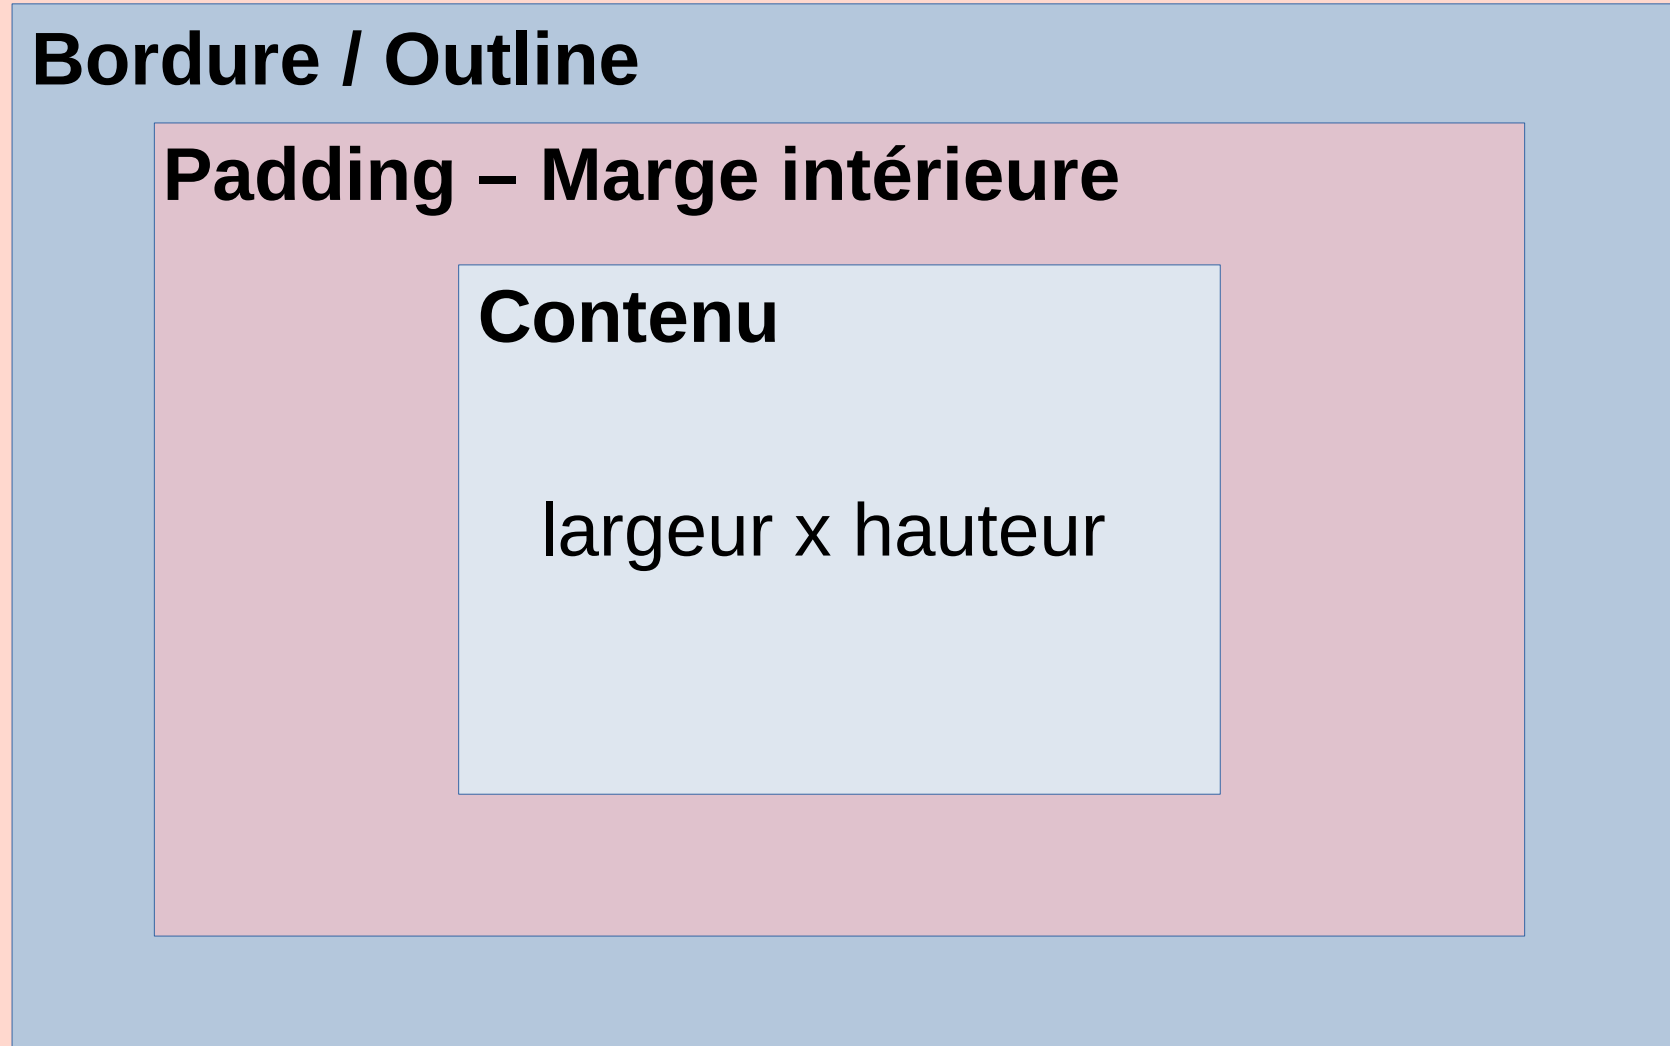 Bordure / Outline
Padding – Marge intérieure
Contenu
largeur x hauteur